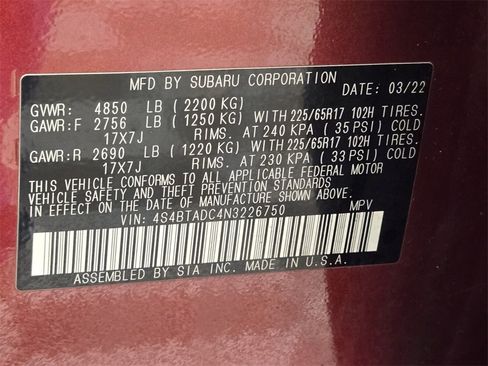 MFD BY SUBARU CORPORATION
DATE: 03/22
GVWR: 4850 LB (2200 KG)
GAWR:F 2756 LB (1250 KG) WITH 225/65R17 102H TIRES.
17X7J RIMS. AT 240 KPA (35 PSI) COLD
GAWR:R 2690 LB (1220 KG) WITH 225/65R17 102H TIRES.
17X7J RIMS. AT 230 KPA (33 PSI) COLD
THIS VEHICLE CONFORMS TO ALL APPLICABLE FEDERAL MOTOR
VEHICLE SAFETY AND THEFT PREVENTION STANDARDS
IN EFFECT ON THE DATE OF MANUFACTURE SHOWN ABOVE.
VIN: 4S4BTADC4N3226750 MPV
ASSEMBLED BY SIA INC. MADE IN U.S.A.